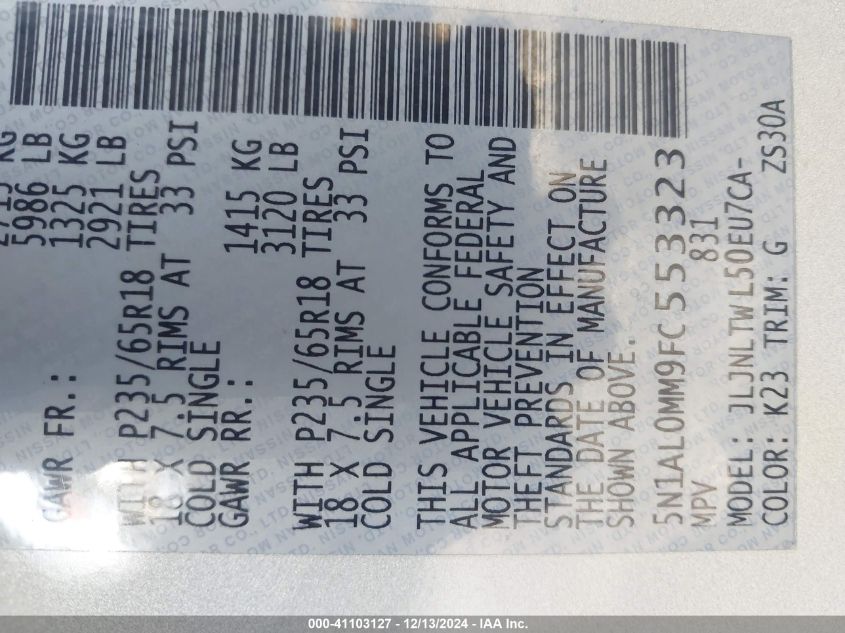 5986 LB
GAWR FR.: 1325 KG
2921 LB
WITH P235/65R18 TIRES
18 X 7.5 RIMS AT 33 PSI
COLD SINGLE
GAWR RR.: 1415 KG
3120 LB
WITH P235/65R18 TIRES
18 X 7.5 RIMS AT 33 PSI
COLD SINGLE
THIS VEHICLE CONFORMS TO
ALL APPLICABLE FEDERAL
MOTOR VEHICLE SAFETY AND
THEFT PREVENTION
STANDARDS IN EFFECT ON
THE DATE OF MANUFACTURE
SHOWN ABOVE.
5N1AL0MM9FC553323
MPV 831
MODEL: JLJNLTWL50EU7CA-
COLOR: K23 TRIM: G ZS30A
000-41103127 - 12/13/2024 - IAA Inc.